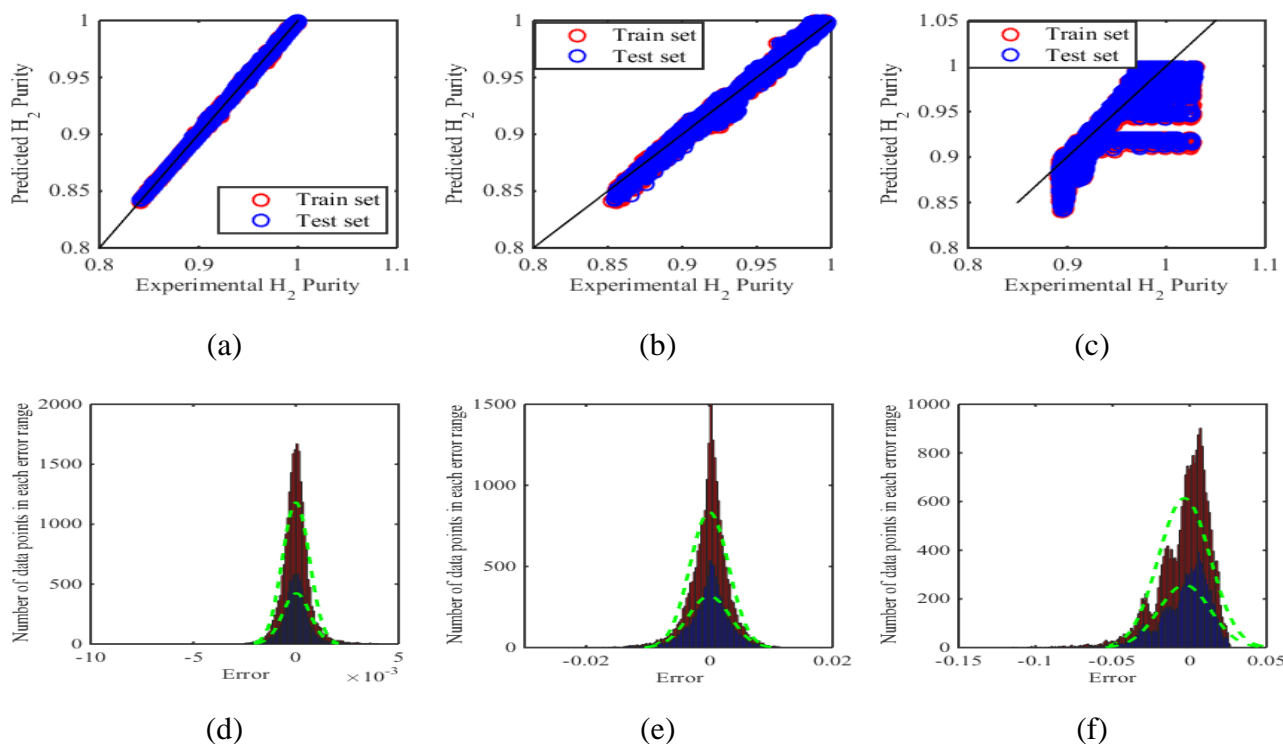 1
0.95
0.9
0.85
0.8
0.8
0.9
1
1.1
Predicted H2 Purity
Experimental H2 Purity
Train set
Test set
(a)
1
0.95
0.9
0.85
0.8
0.8
0.85
0.9
0.95
1
Predicted H2 Purity
Experimental H2 Purity
Train set
Test set
(b)
1.05
1
0.95
0.9
0.85
0.8
0.8
0.9
1
1.1
Predicted H2 Purity
Experimental H2 Purity
Train set
Test set
(c)
2000
1500
1000
500
0
-10
-5
0
5
× 10-3
Number of data points in each error range
Error
(d)
1500
1000
500
0
-0.02
0
0.02
Number of data points in each error range
Error
(e)
1000
800
600
400
200
0
-0.15
-0.1
-0.05
0
0.05
Number of data points in each error range
Error
(f)